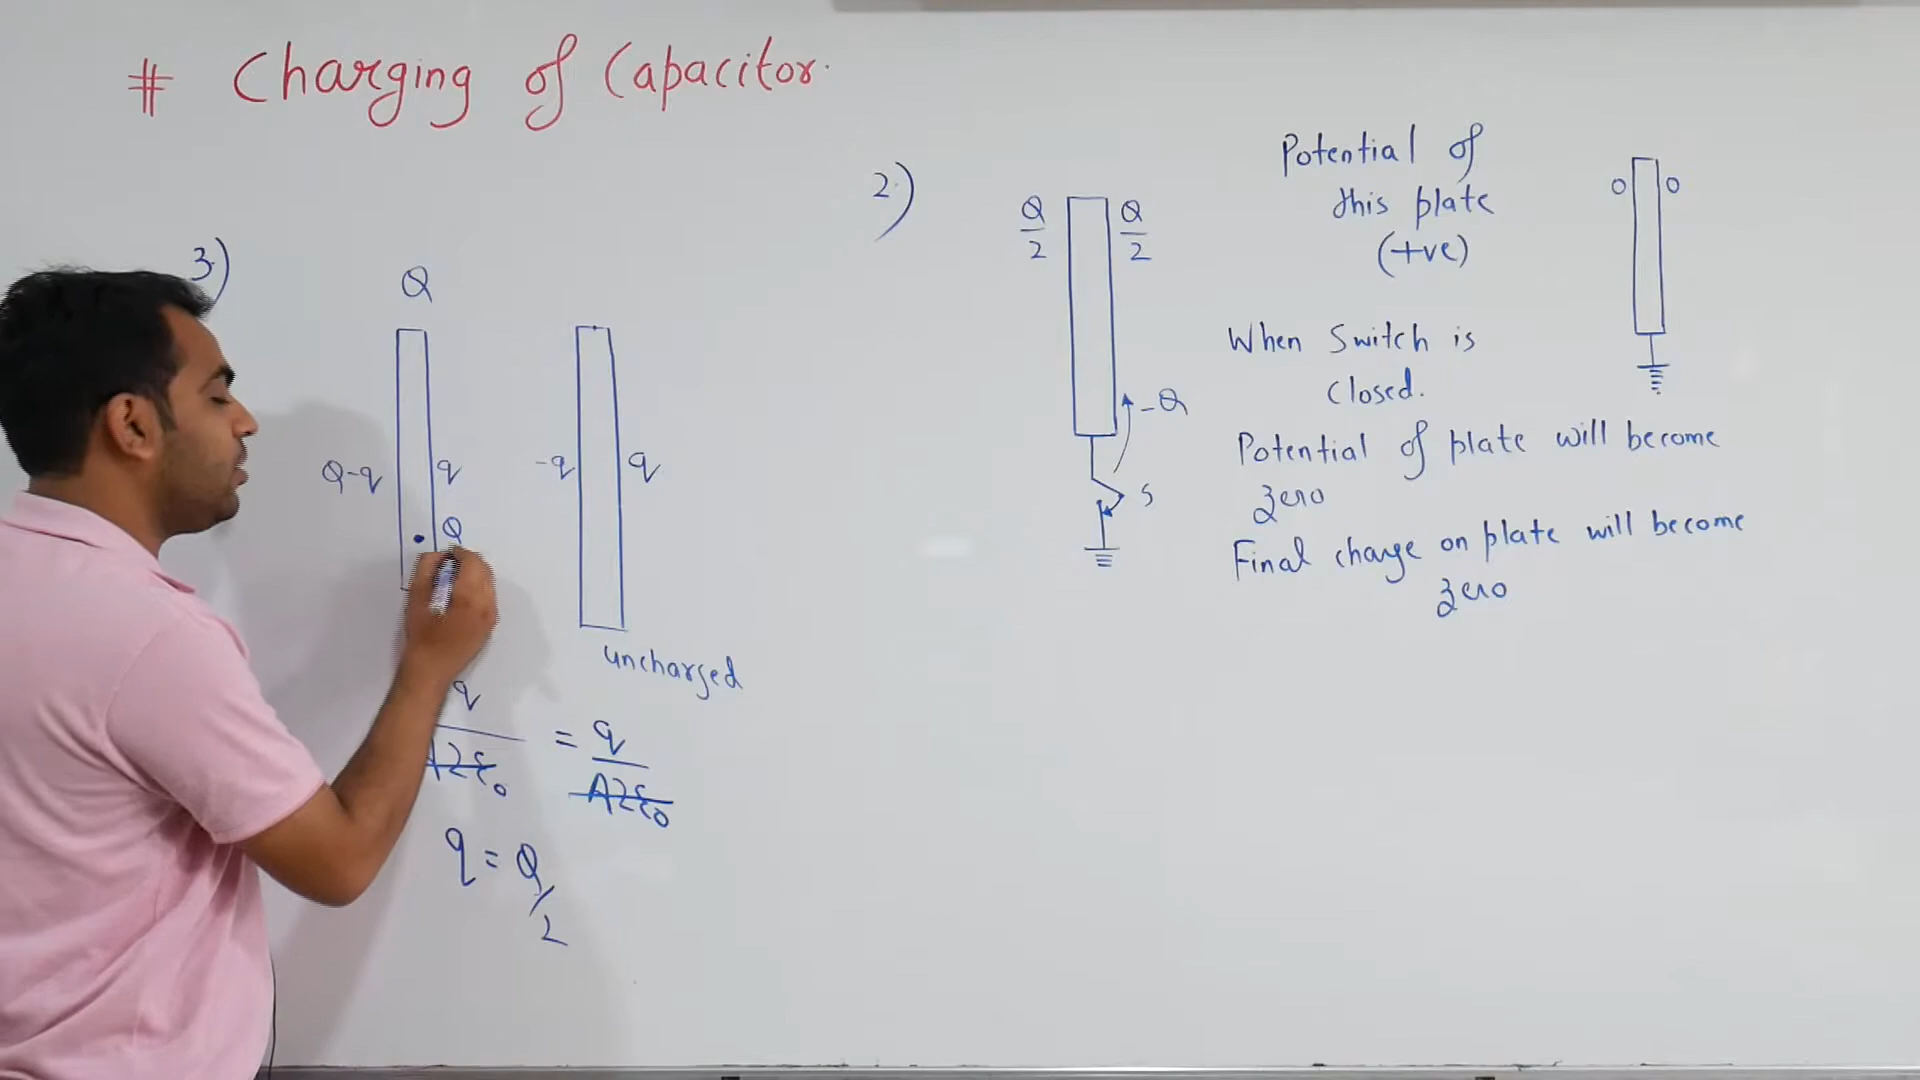 # Charging of Capacitor.
3.)
Q
Q-q
q
-q
q
Q
uncharged
q
A2ε₀
= q
A2ε₀
q = Q/2
2.)
Q/2
Q/2
-Q
S
Potential of
this plate
(+ve)
0
0
When Switch is
closed.
Potential of plate will become
zero
Final charge on plate will become
zero